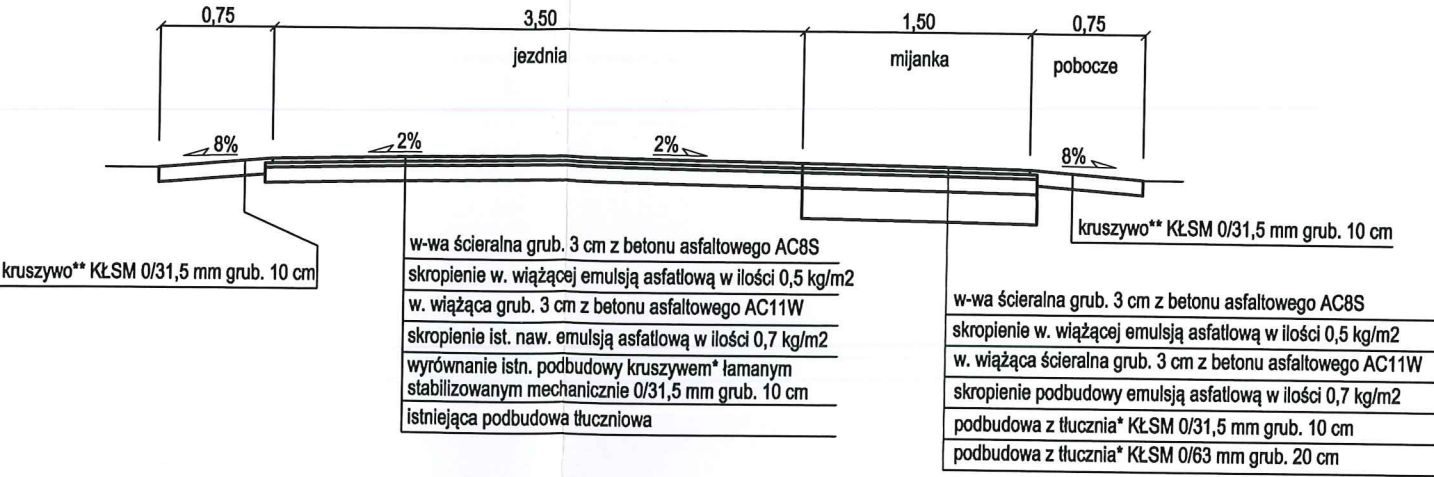 0,75
3,50
1,50
0,75
jezdnia
mijanka
pobocze
8%
2%
2%
8%
kruszywo** KŁSM 0/31,5 mm grub. 10 cm
w-wa ścieralna grub. 3 cm z betonu asfaltowego AC8S
skropienie w. wiążącej emulsją asfatlową w ilości 0,5 kg/m2
w. wiążąca grub. 3 cm z betonu asfaltowego AC11W
skropienie ist. naw. emulsją asfatlową w ilości 0,7 kg/m2
wyrównanie istn. podbudowy kruszywem* łamanym
stabilizowanym mechanicznie 0/31,5 mm grub. 10 cm
istniejąca podbudowa tłuczniowa
kruszywo** KŁSM 0/31,5 mm grub. 10 cm
w-wa ścieralna grub. 3 cm z betonu asfaltowego AC8S
skropienie w. wiążącej emulsją asfatlową w ilości 0,5 kg/m2
w. wiążąca ścieralna grub. 3 cm z betonu asfaltowego AC11W
skropienie podbudowy emulsją asfatlową w ilości 0,7 kg/m2
podbudowa z tłucznia* KŁSM 0/31,5 mm grub. 10 cm
podbudowa z tłucznia* KŁSM 0/63 mm grub. 20 cm